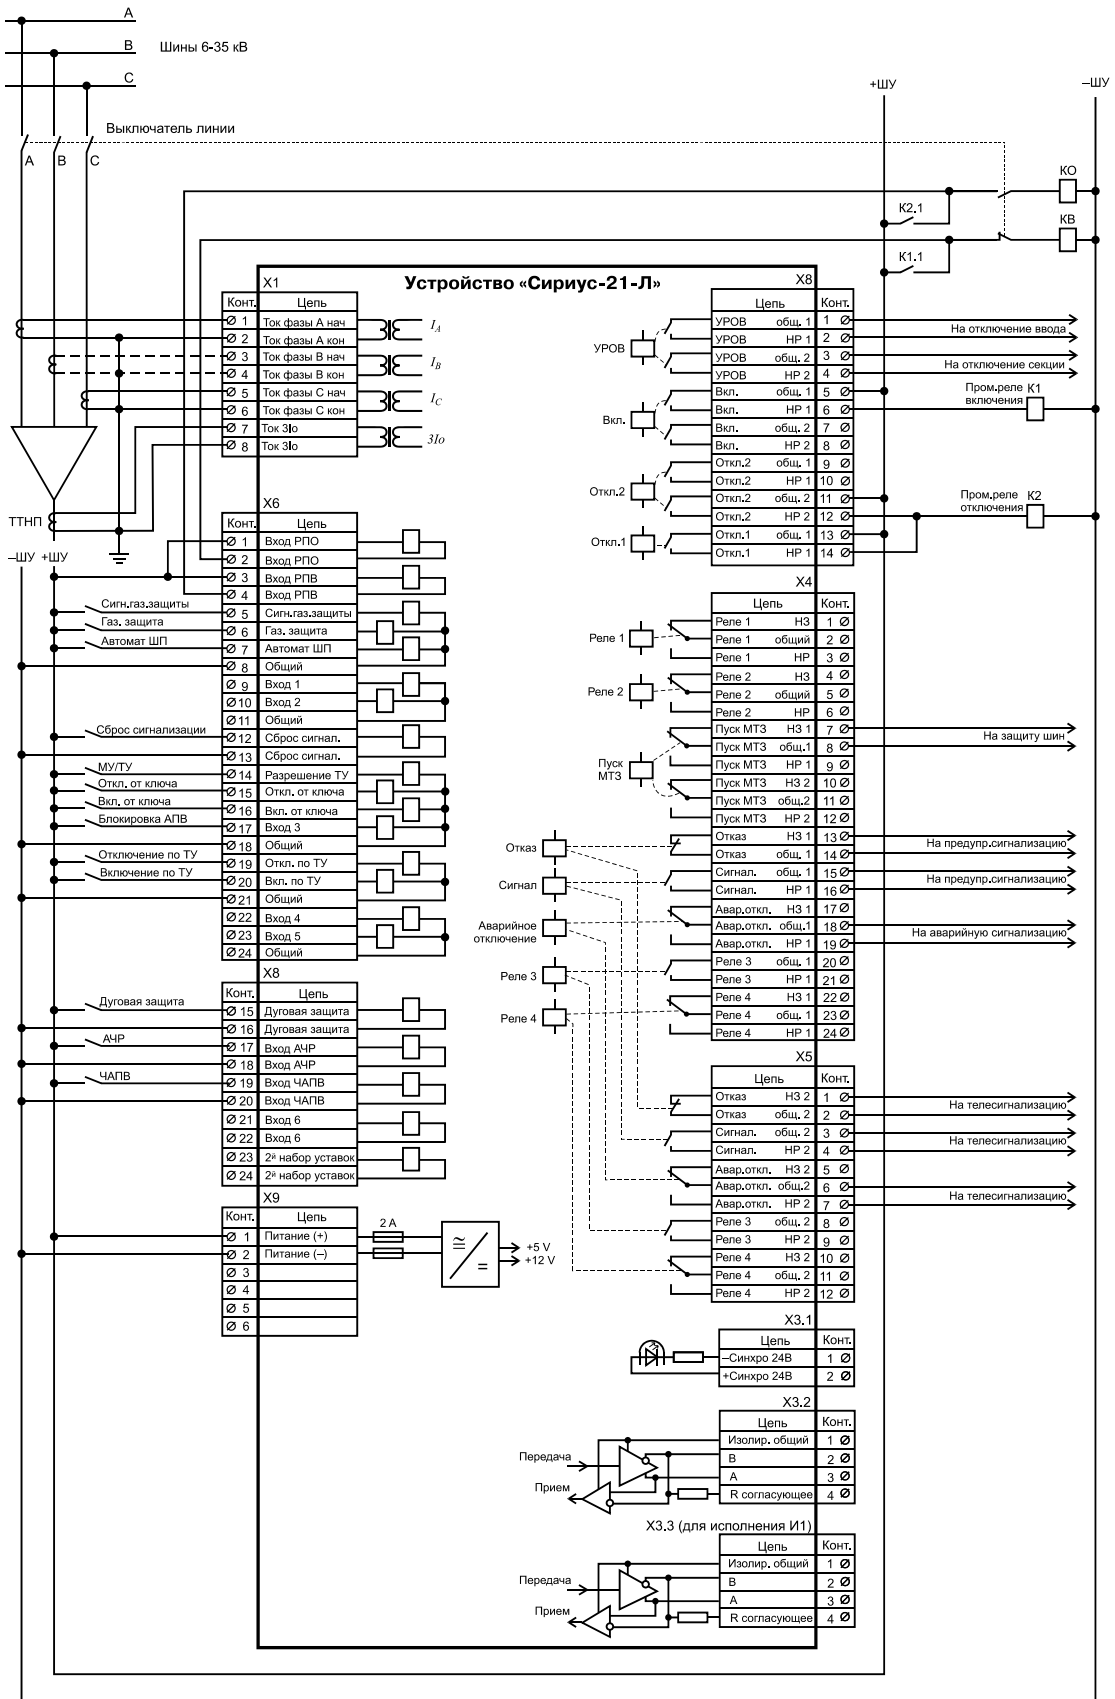 A
B
Шины 6-35 кВ
C
+ШУ
–ШУ
Выключатель линии
A
B
C
КО
К2.1
КВ
К1.1
Устройство «Сириус-21-Л»
X1
Конт. Цепь
1 Ток фазы А нач
2 Ток фазы А кон
3 Ток фазы В нач
4 Ток фазы В кон
5 Ток фазы С нач
6 Ток фазы С кон
7 Ток 3Io
8 Ток 3Io
IA
IB
IC
3Io
ТТНП
–ШУ +ШУ
X6
Конт. Цепь
1 Вход РПО
2 Вход РПО
3 Вход РПВ
4 Вход РПВ
Сигн.газ.защиты
5 Сигн.газ.защиты
Газ. защита
6 Газ. защита
Автомат ШП
7 Автомат ШП
8 Общий
9 Вход 1
10 Вход 2
11 Общий
Сброс сигнализации
12 Сброс сигнал.
13 Сброс сигнал.
МУ/ТУ
14 Разрешение ТУ
Откл. от ключа
15 Откл. от ключа
Вкл. от ключа
16 Вкл. от ключа
Блокировка АПВ
17 Вход 3
18 Общий
Отключение по ТУ
19 Откл. по ТУ
Включение по ТУ
20 Вкл. по ТУ
21 Общий
22 Вход 4
23 Вход 5
24 Общий
X8
Конт. Цепь
Дуговая защита
15 Дуговая защита
16 Дуговая защита
АЧР
17 Вход АЧР
18 Вход АЧР
ЧАПВ
19 Вход ЧАПВ
20 Вход ЧАПВ
21 Вход 6
22 Вход 6
23 2й набор уставок
24 2й набор уставок
X9
Конт. Цепь
1 Питание (+)
2 Питание (–)
3
4
5
6
2 А
≅
=
+5 V
+12 V
X8
Цепь Конт.
УРОВ общ. 1 1
УРОВ НР 1 2
УРОВ общ. 2 3
УРОВ НР 2 4
Вкл. общ. 1 5
Вкл. НР 1 6
Вкл. общ. 2 7
Вкл. НР 2 8
Откл.2 общ. 1 9
Откл.2 НР 1 10
Откл.2 общ. 2 11
Откл.2 НР 2 12
Откл.1 общ. 1 13
Откл.1 НР 1 14
УРОВ
Вкл.
Откл.2
Откл.1
На отключение ввода
На отключение секции
Пром.реле
включения
К1
Пром.реле
отключения
К2
X4
Цепь Конт.
Реле 1 НЗ 1
Реле 1 общий 2
Реле 1 НР 3
Реле 2 НЗ 4
Реле 2 общий 5
Реле 2 НР 6
Пуск МТЗ НЗ 1 7
Пуск МТЗ общ.1 8
Пуск МТЗ НР 1 9
Пуск МТЗ НЗ 2 10
Пуск МТЗ общ.2 11
Пуск МТЗ НР 2 12
Отказ НЗ 1 13
Отказ общ. 1 14
Сигнал. общ. 1 15
Сигнал. НР 1 16
Авар.откл. НЗ 1 17
Авар.откл. общ.1 18
Авар.откл. НР 1 19
Реле 3 общ. 1 20
Реле 3 НР 1 21
Реле 4 НЗ 1 22
Реле 4 общ. 1 23
Реле 4 НР 1 24
Реле 1
Реле 2
Пуск
МТЗ
Отказ
Сигнал
Аварийное
отключение
Реле 3
Реле 4
На защиту шин
На предупр.сигнализацию
На предупр.сигнализацию
На аварийную сигнализацию
X5
Цепь Конт.
Отказ НЗ 2 1
Отказ общ. 2 2
Сигнал. общ. 2 3
Сигнал. НР 2 4
Авар.откл. НЗ 2 5
Авар.откл. общ.2 6
Авар.откл. НР 2 7
Реле 3 общ. 2 8
Реле 3 НР 2 9
Реле 4 НЗ 2 10
Реле 4 общ. 2 11
Реле 4 НР 2 12
На телесигнализацию
На телесигнализацию
На телесигнализацию
X3.1
Цепь Конт.
–Синхро 24В 1
+Синхро 24В 2
X3.2
Цепь Конт.
Изолир. общий 1
В 2
А 3
R согласующее 4
Передача
Прием
X3.3 (для исполнения И1)
Цепь Конт.
Изолир. общий 1
В 2
А 3
R согласующее 4
Передача
Прием